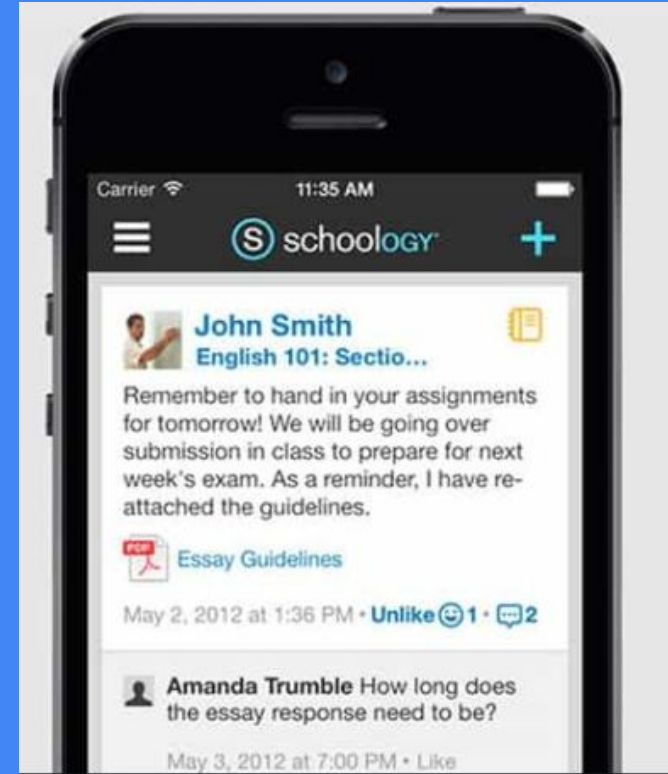 Carrier 11:35 AM
S schoology
John Smith
English 101: Sectio...
Remember to hand in your assignments
for tomorrow! We will be going over
submission in class to prepare for next
week's exam. As a reminder, I have re-
attached the guidelines.
PDF Essay Guidelines
May 2, 2012 at 1:36 PM • Unlike 1 • 2
Amanda Trumble How long does
the essay response need to be?
May 3, 2012 at 7:00 PM • Like